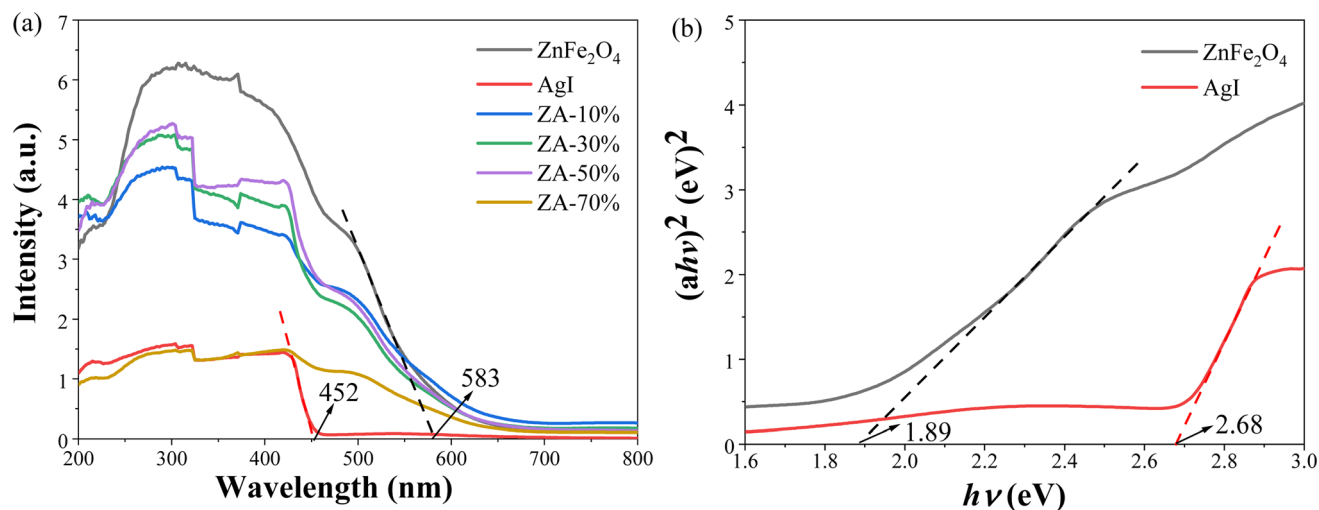 (a)
Intensity (a.u.)
7
6
5
4
3
2
1
0
ZnFe₂O₄
AgI
ZA-10%
ZA-30%
ZA-50%
ZA-70%
452
583
200 300 400 500 600 700 800
Wavelength (nm)
(b)
(ahν)² (eV)²
5
4
3
2
1
0
ZnFe₂O₄
AgI
1.89
2.68
1.6 1.8 2.0 2.2 2.4 2.6 2.8 3.0
hν (eV)